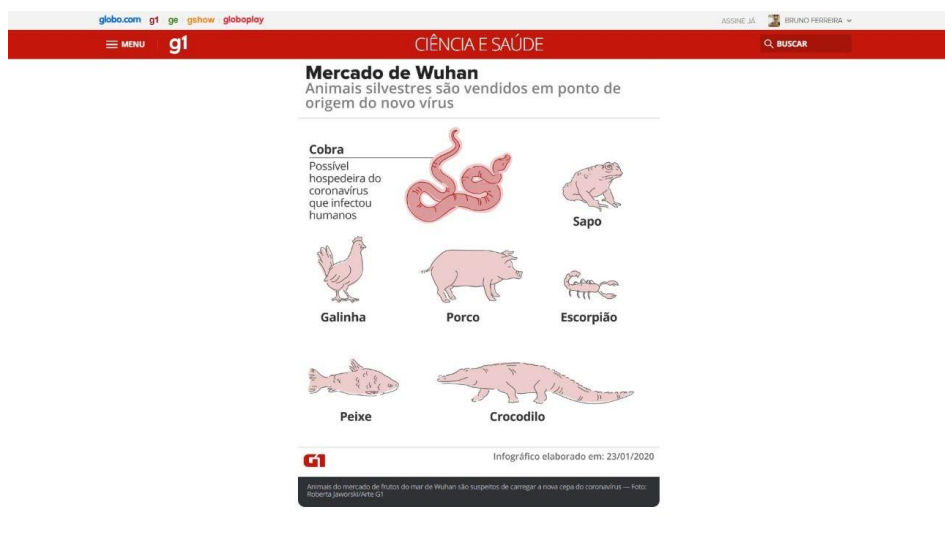 globo.com g1 ge gshow globoplay
ASSINE JÁ BRUNO FERREIRA
MENU g1 CIÊNCIA E SAÚDE BUSCAR
Mercado de Wuhan
Animais silvestres são vendidos em ponto de
origem do novo vírus
Cobra
Possível
hospedeira do
coronavírus
que infectou
humanos
Sapo
Galinha
Porco
Escorpião
Peixe
Crocodilo
G1
Infográfico elaborado em: 23/01/2020
Animais do mercado de frutos do mar de Wuhan são suspeitos de carregar a nova cepa do coronavírus — Foto:
Roberta Jaworski/Arte G1